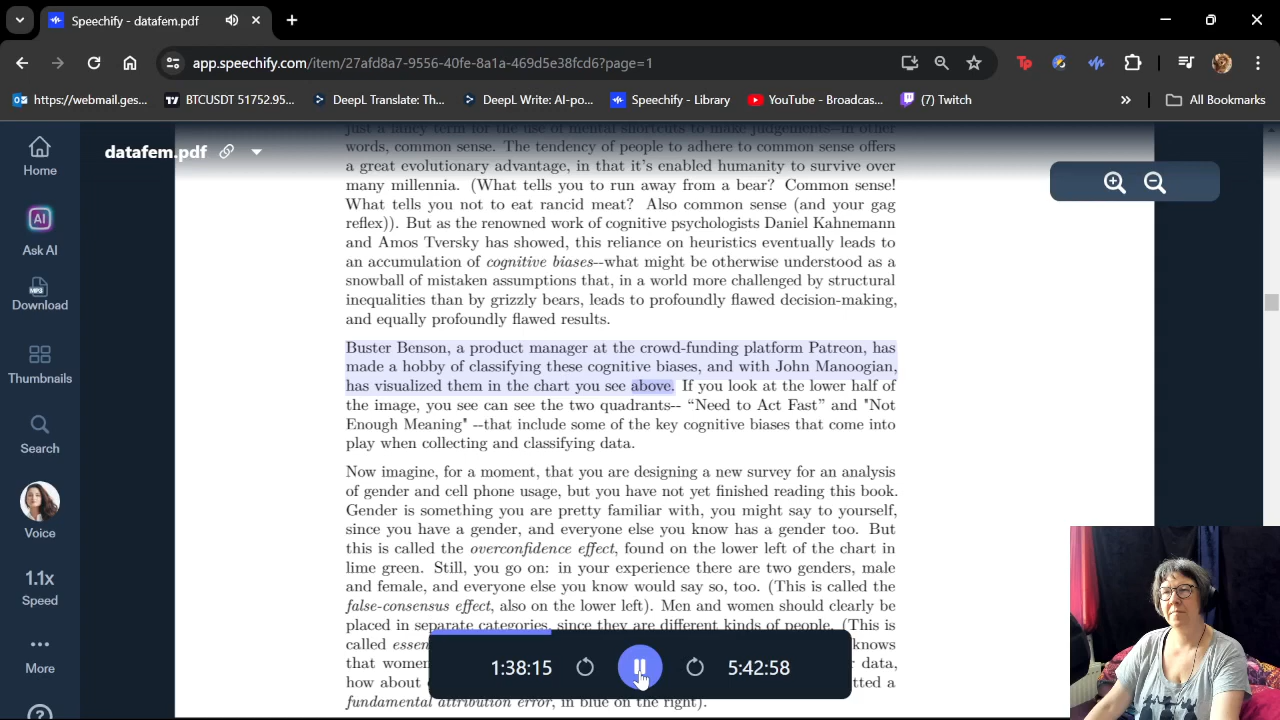 Speechify - datafem.pdf
app.speechify.com/item/27afd8a7-9556-40fe-8a1a-469d5e38fcd6?page=1
https://webmail.ges...
BTCUSDT 51752.95...
DeepL Translate: Th...
DeepL Write: AI-po...
Speechify - Library
YouTube - Broadcas...
(7) Twitch
All Bookmarks
datafem.pdf
Home
AI
Ask AI
MP3
Download
Thumbnails
Search
Voice
1.1x
Speed
More
just a fancy term for the use of mental shortcuts to make judgements--in other
words, common sense. The tendency of people to adhere to common sense offers
a great evolutionary advantage, in that it's enabled humanity to survive over
many millennia. (What tells you to run away from a bear? Common sense!
What tells you not to eat rancid meat? Also common sense (and your gag
reflex)). But as the renowned work of cognitive psychologists Daniel Kahnemann
and Amos Tversky has showed, this reliance on heuristics eventually leads to
an accumulation of cognitive biases--what might be otherwise understood as a
snowball of mistaken assumptions that, in a world more challenged by structural
inequalities than by grizzly bears, leads to profoundly flawed decision-making,
and equally profoundly flawed results.
Buster Benson, a product manager at the crowd-funding platform Patreon, has
made a hobby of classifying these cognitive biases, and with John Manoogian,
has visualized them in the chart you see above. If you look at the lower half of
the image, you see can see the two quadrants-- “Need to Act Fast” and "Not
Enough Meaning" --that include some of the key cognitive biases that come into
play when collecting and classifying data.
Now imagine, for a moment, that you are designing a new survey for an analysis
of gender and cell phone usage, but you have not yet finished reading this book.
Gender is something you are pretty familiar with, you might say to yourself,
since you have a gender, and everyone else you know has a gender too. But
this is called the overconfidence effect, found on the lower left of the chart in
lime green. Still, you go on: in your experience there are two genders, male
and female, and everyone else you know would say so, too. (This is called the
false-consensus effect, also on the lower left). Men and women should clearly be
placed in separate categories, since they are different kinds of people. (This is
called knows
that women data,
how about tted a
fundamental attribution error, in blue on the right).
1:38:15
5:42:58